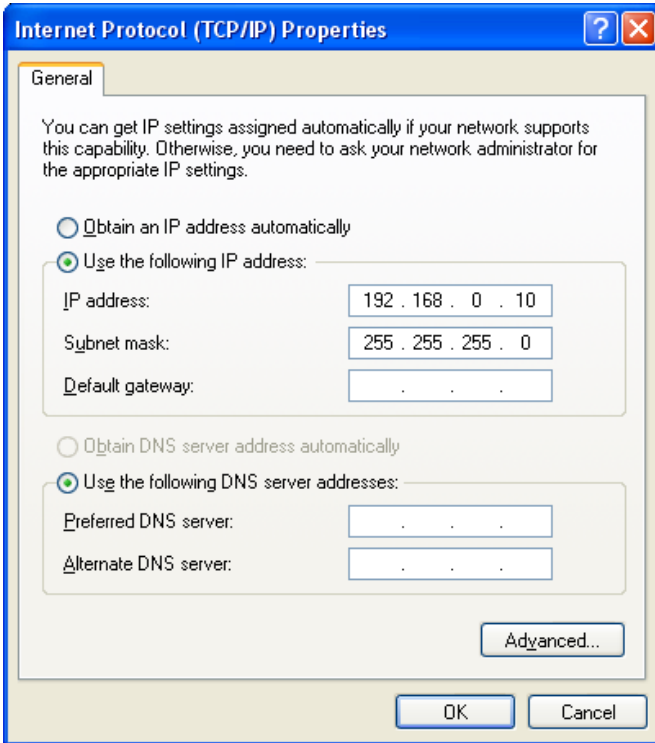 Internet Protocol (TCP/IP) Properties
General
You can get IP settings assigned automatically if your network supports
this capability. Otherwise, you need to ask your network administrator for
the appropriate IP settings.
Obtain an IP address automatically
Use the following IP address:
IP address: 192 . 168 . 0 . 10
Subnet mask: 255 . 255 . 255 . 0
Default gateway: . . .
Obtain DNS server address automatically
Use the following DNS server addresses:
Preferred DNS server: . . .
Alternate DNS server: . . .
Advanced...
OK Cancel